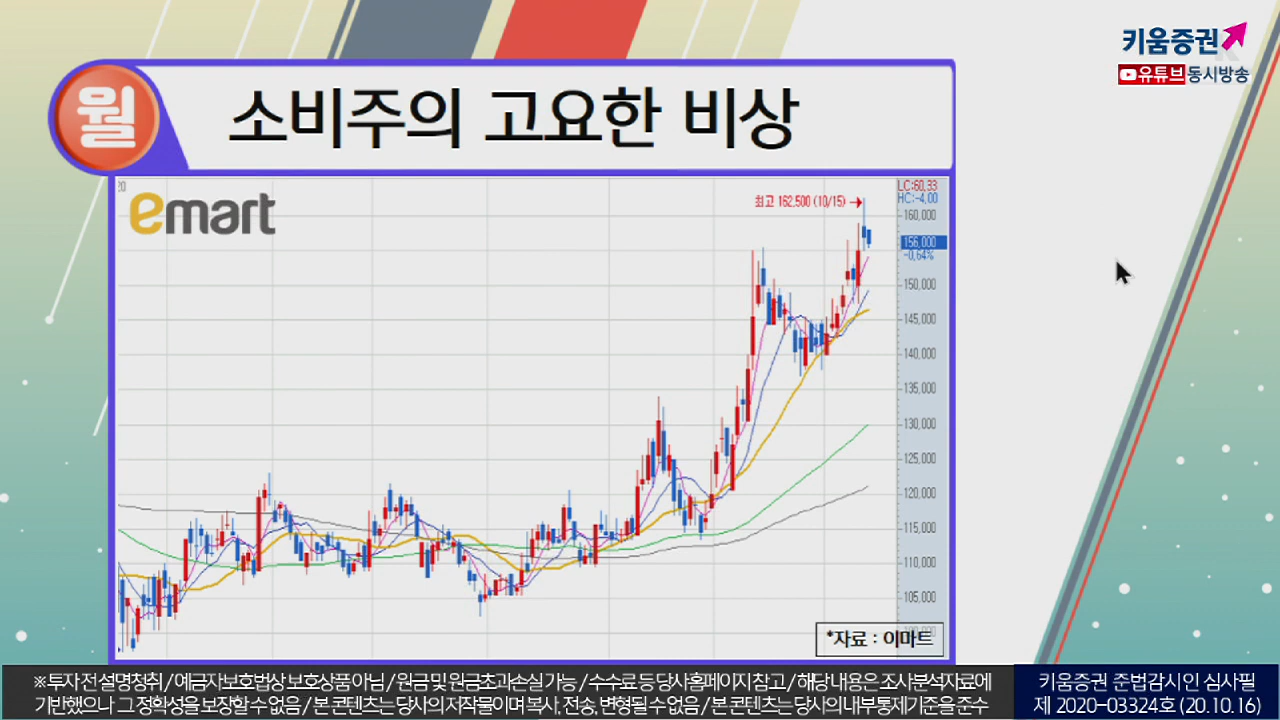 키움증권
유튜브 동시방송
월
소비주의 고요한 비상
20
emart
최고 162,500 (10/15)
LC:60.33
HC:-4.00
160,000
156,000
-0.64%
150,000
145,000
140,000
135,000
130,000
125,000
120,000
115,000
110,000
105,000
*자료 : 이마트
※ 투자 전 설명청취 / 예금자보호법상 보호상품 아님 / 원금 및 원금초과손실 가능 / 수수료 등 당사홈페이지 참고 / 해당 내용은 조사분석자료에
기반했으나 그 정확성을 보장할 수 없음 / 본 콘텐츠는 당사의 저작물이며 복사, 전송, 변형될 수 없음 / 본 콘텐츠는 당사의 내부통제기준을 준수
키움증권 준법감시인 심사필
제 2020-03324호 (20.10.16)